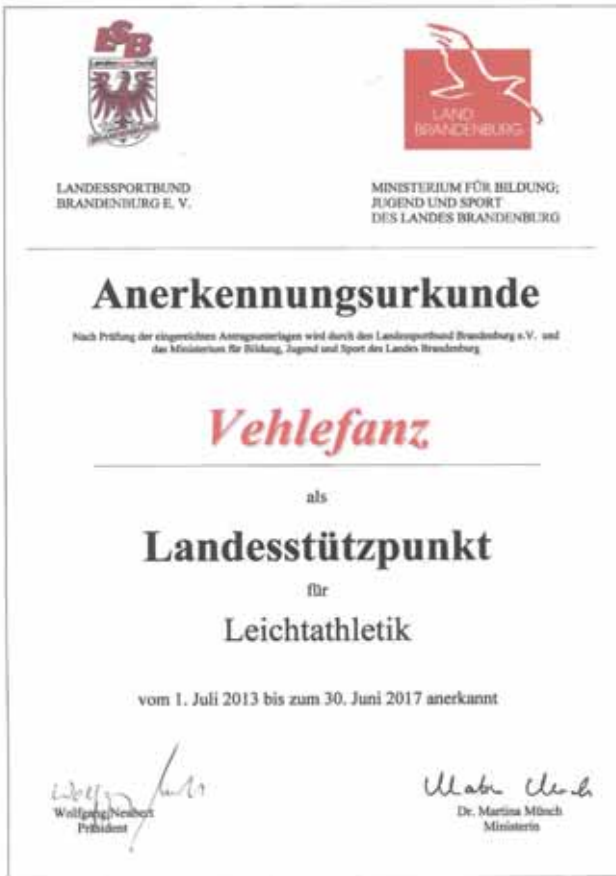 LSB
Landessportbund
BRANDENBURG
LAND
BRANDENBURG
LANDESSPORTBUND
BRANDENBURG E. V.
MINISTERIUM FÜR BILDUNG;
JUGEND UND SPORT
DES LANDES BRANDENBURG
Anerkennungsurkunde
Nach Prüfung der eingereichten Antragsunterlagen wird durch den Landessportbund Brandenburg e.V. und
das Ministerium für Bildung, Jugend und Sport des Landes Brandenburg
Vehlefanz
als
Landesstützpunkt
für
Leichtathletik
vom 1. Juli 2013 bis zum 30. Juni 2017 anerkannt
Wolfgang Neubert
Präsident
Dr. Martina Münch
Ministerin